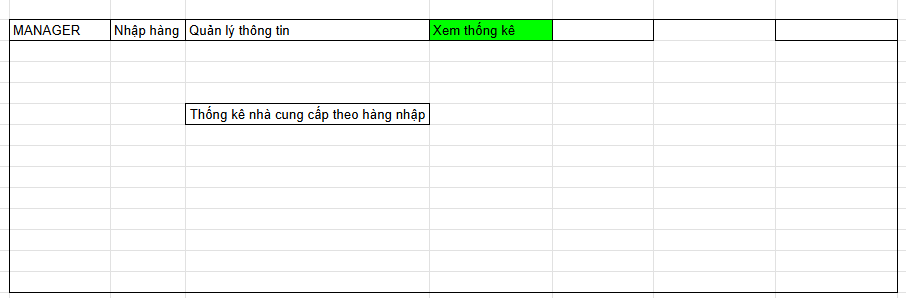 MANAGER Nhập hàng Quản lý thông tin Xem thống kê
Thống kê nhà cung cấp theo hàng nhập